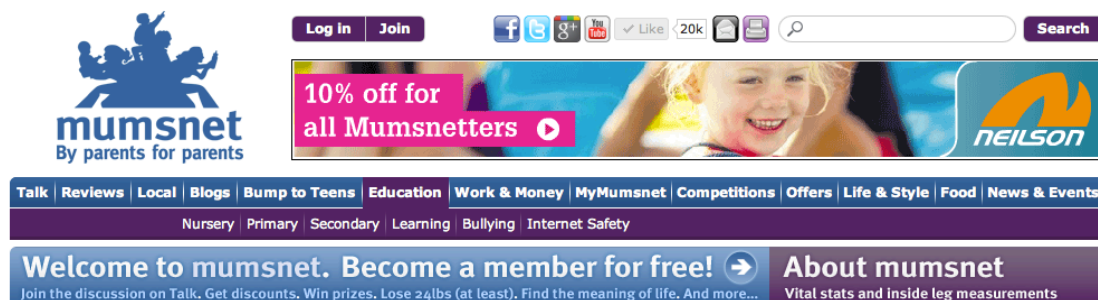 Log in Join
f t g+ You Tube Like 20k Search
mumsnet
By parents for parents
10% off for
all Mumsnetters
NEILSON
Talk Reviews Local Blogs Bump to Teens Education Work & Money MyMumsnet Competitions Offers Life & Style Food News & Events
Nursery Primary Secondary Learning Bullying Internet Safety
Welcome to mumsnet. Become a member for free!
Join the discussion on Talk. Get discounts. Win prizes. Lose 24lbs (at least). Find the meaning of life. And more...
About mumsnet
Vital stats and inside leg measurements